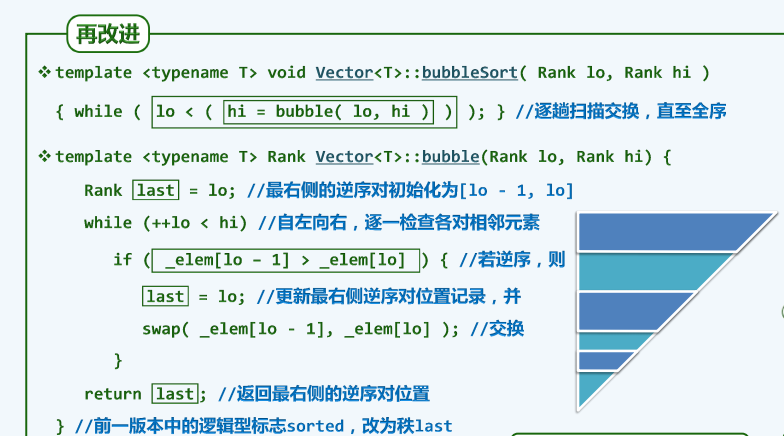 再改进
❖template <typename T> void Vector<T>::bubbleSort( Rank lo, Rank hi )
{ while ( lo < ( hi = bubble( lo, hi ) ) ); } //逐趟扫描交换，直至全序
❖template <typename T> Rank Vector<T>::bubble(Rank lo, Rank hi) {
Rank last = lo; //最右侧的逆序对初始化为[lo - 1, lo]
while (++lo < hi) //自左向右，逐一检查各对相邻元素
if ( _elem[lo – 1] > _elem[lo] ) { //若逆序，则
last = lo; //更新最右侧逆序对位置记录，并
swap( _elem[lo - 1], _elem[lo] ); //交换
}
return last; //返回最右侧的逆序对位置
} //前一版本中的逻辑型标志sorted，改为秩last